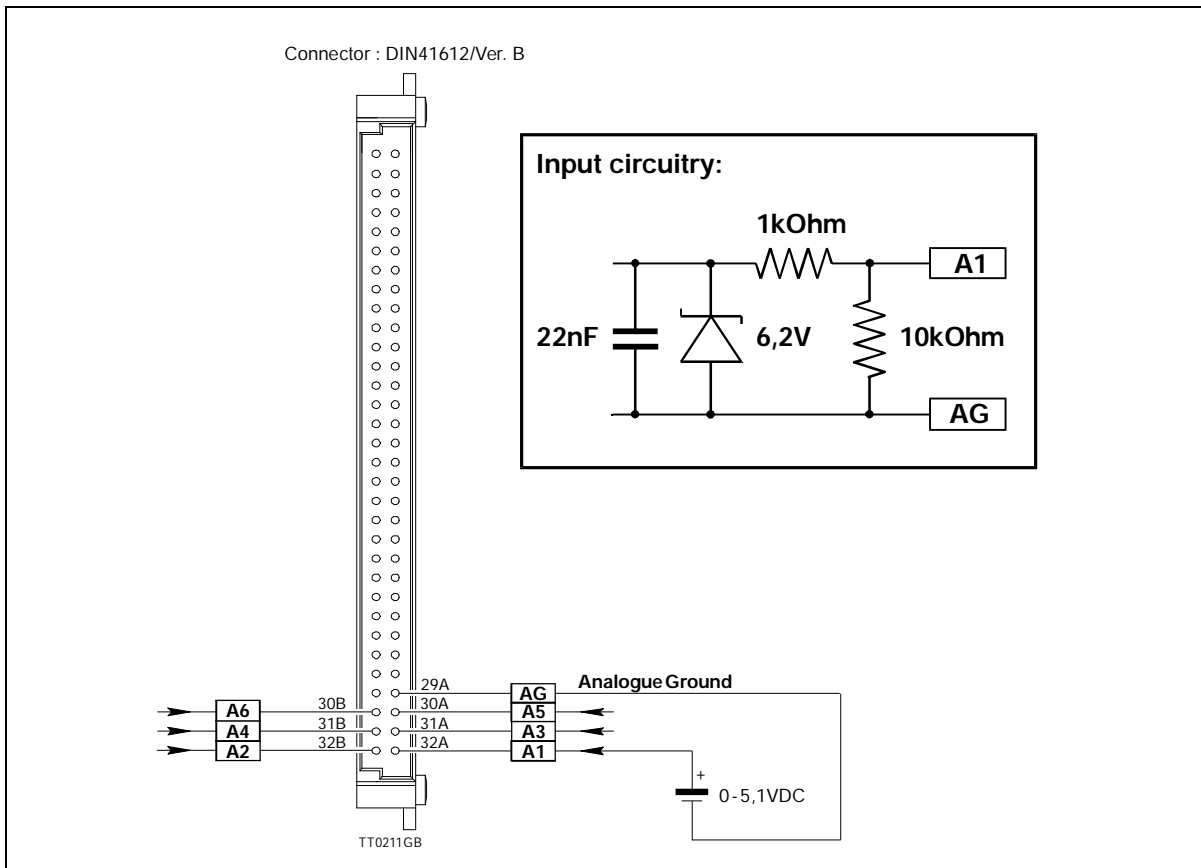 Connector : DIN41612/Ver. B
Input circuitry:
1kOhm
A1
22nF
6,2V
10kOhm
AG
29A
AG
Analogue Ground
A6
30B
30A
A5
A4
31B
31A
A3
A2
32B
32A
A1
+
0-5,1VDC
TT0211GB